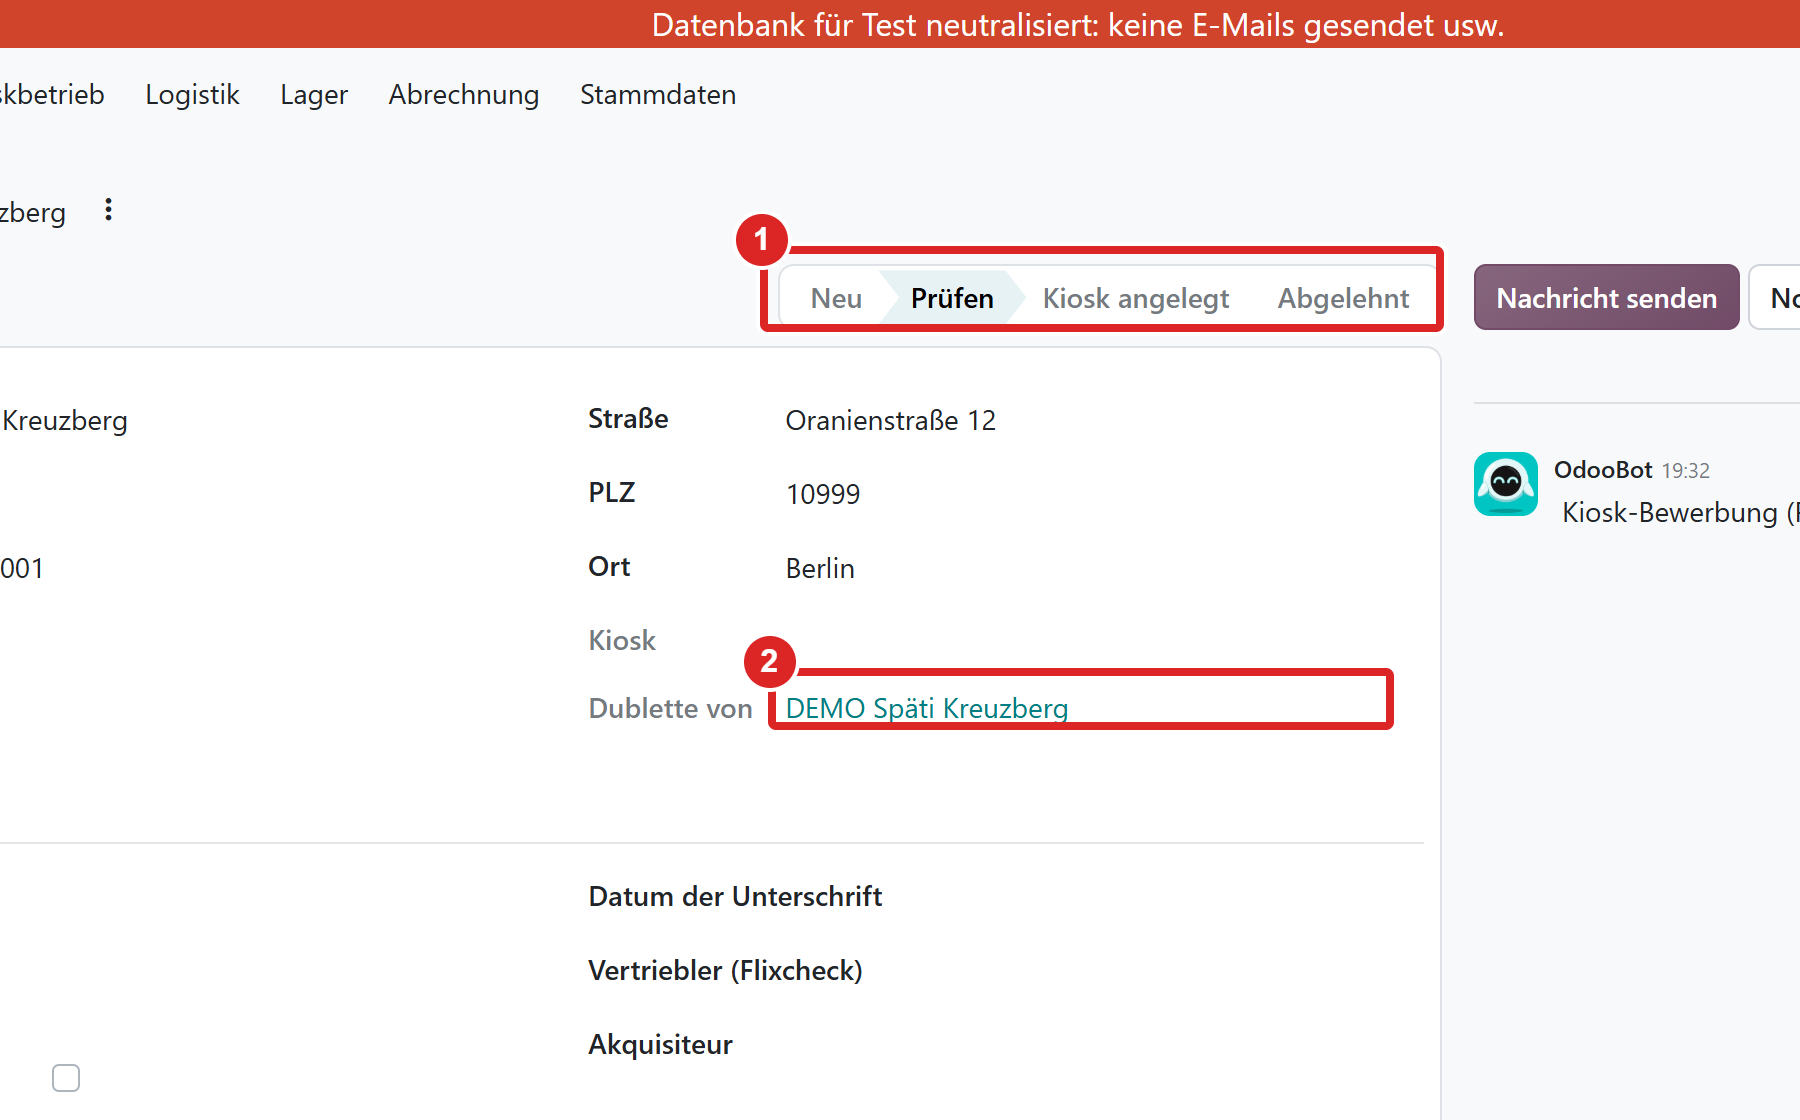 Datenbank für Test neutralisiert: keine E-Mails gesendet usw.
skbetrieb Logistik Lager Abrechnung Stammdaten
zberg
1
Neu Prüfen Kiosk angelegt Abgelehnt
Nachricht senden No
Kreuzberg
Straße Oranienstraße 12
PLZ 10999
001
Ort Berlin
Kiosk
2
Dublette von DEMO Späti Kreuzberg
OdooBot 19:32
Kiosk-Bewerbung (F
Datum der Unterschrift
Vertriebler (Flixcheck)
Akquisiteur